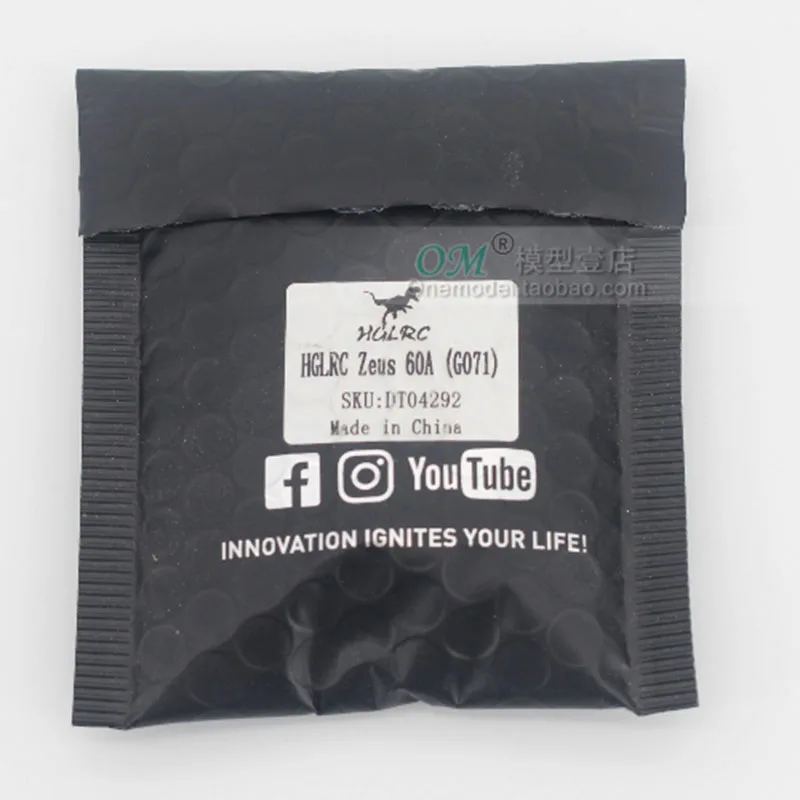 OM® 模型壹店
Onemodel.taobao.com
HGLRC
HGLRC Zeus 60A (G071)
SKU:DT04292
Made in China
f YouTube
INNOVATION IGNITES YOUR LIFE!